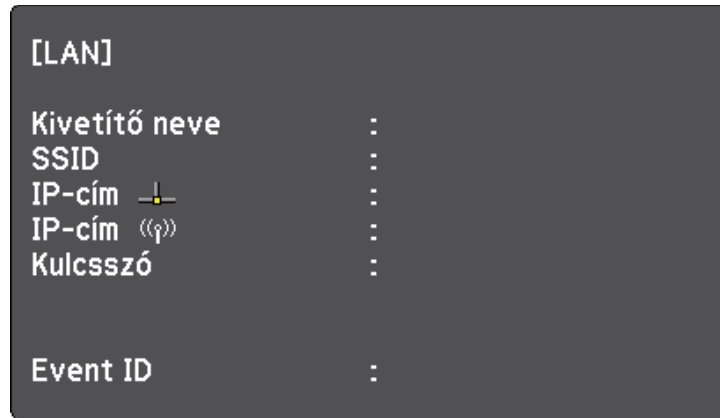 [LAN]
Kivetítő neve :
SSID :
IP-cím :
IP-cím :
Kulcsszó :
Event ID :